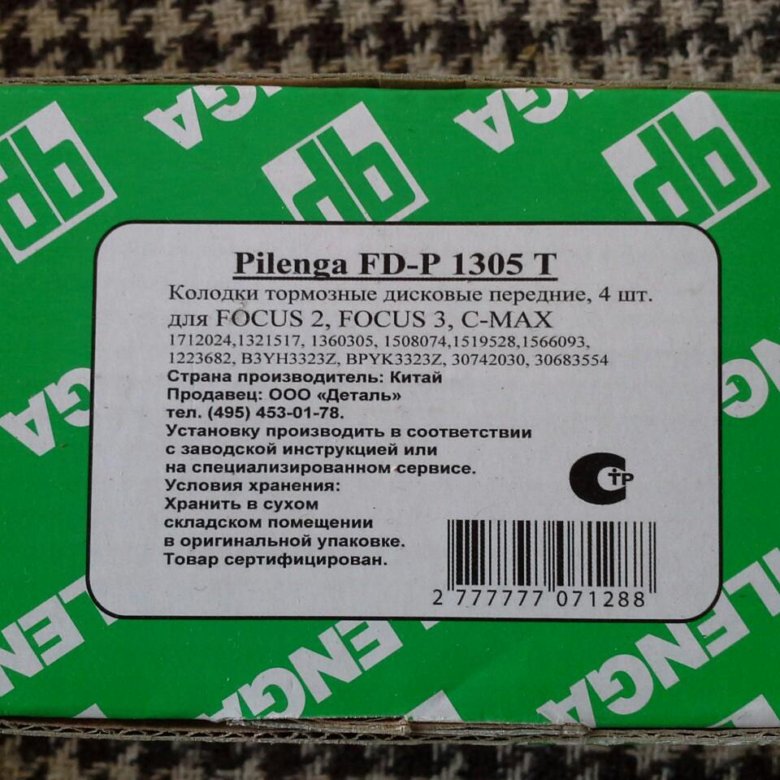 PILENGA
Pilenga FD-P 1305 T
Колодки тормозные дисковые передние, 4 шт.
для FOCUS 2, FOCUS 3, C-MAX
1712024,1321517, 1360305, 1508074,1519528,1566093,
1223682, B3YH3323Z, BPYK3323Z, 30742030, 30683554
Страна производитель: Китай
Продавец: ООО «Деталь»
тел. (495) 453-01-78.
Установку производить в соответствии
с заводской инструкцией или
на специализированном сервисе.
Условия хранения:
Хранить в сухом
складском помещении
в оригинальной упаковке.
Товар сертифицирован.
СТР
2 777777 071288
ILENGA
LENGA